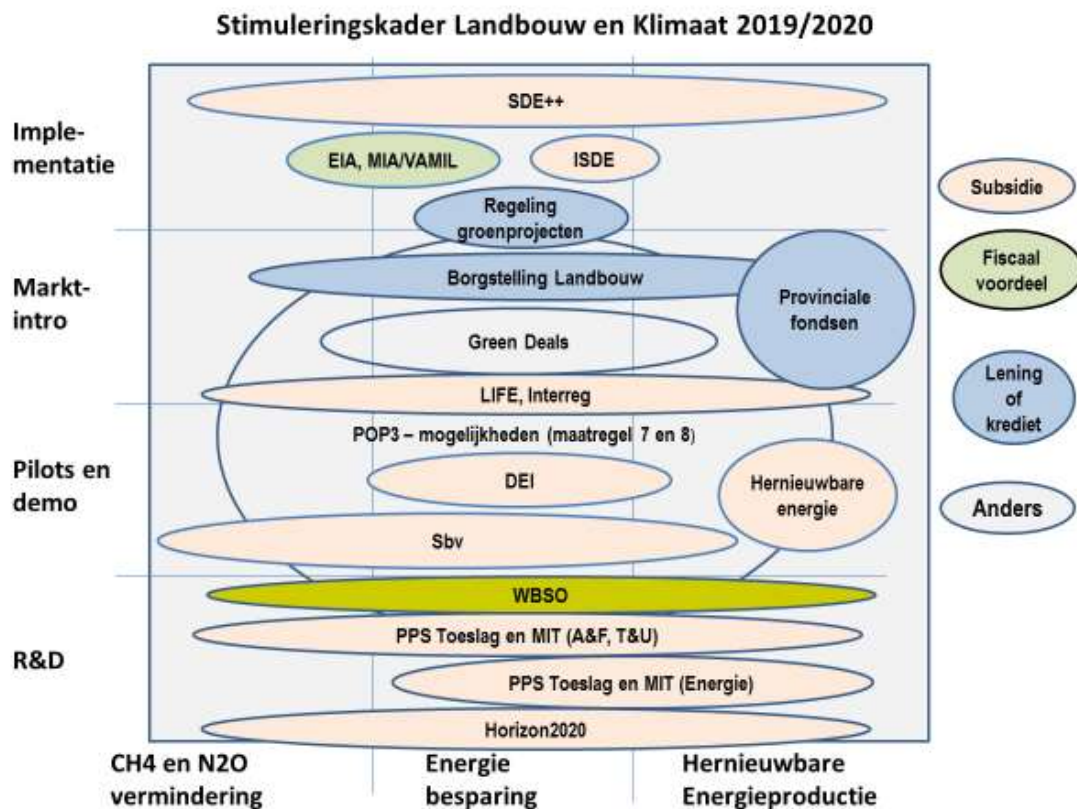 Stimuleringskader Landbouw en Klimaat 2019/2020
Imple-
mentatie
SDE++
EIA, MIA/VAMIL
ISDE
Regeling
groenprojecten
Markt-
intro
Borgstelling Landbouw
Provinciale
fondsen
Green Deals
LIFE, Interreg
POP3 – mogelijkheden (maatregel 7 en 8)
Pilots en
demo
DEI
Hernieuwbare
energie
Sbv
R&D
WBSO
PPS Toeslag en MIT (A&F, T&U)
PPS Toeslag en MIT (Energie)
Horizon2020
CH4 en N2O
vermindering
Energie
besparing
Hernieuwbare
Energieproductie
Subsidie
Fiscaal
voordeel
Lening
of
krediet
Anders